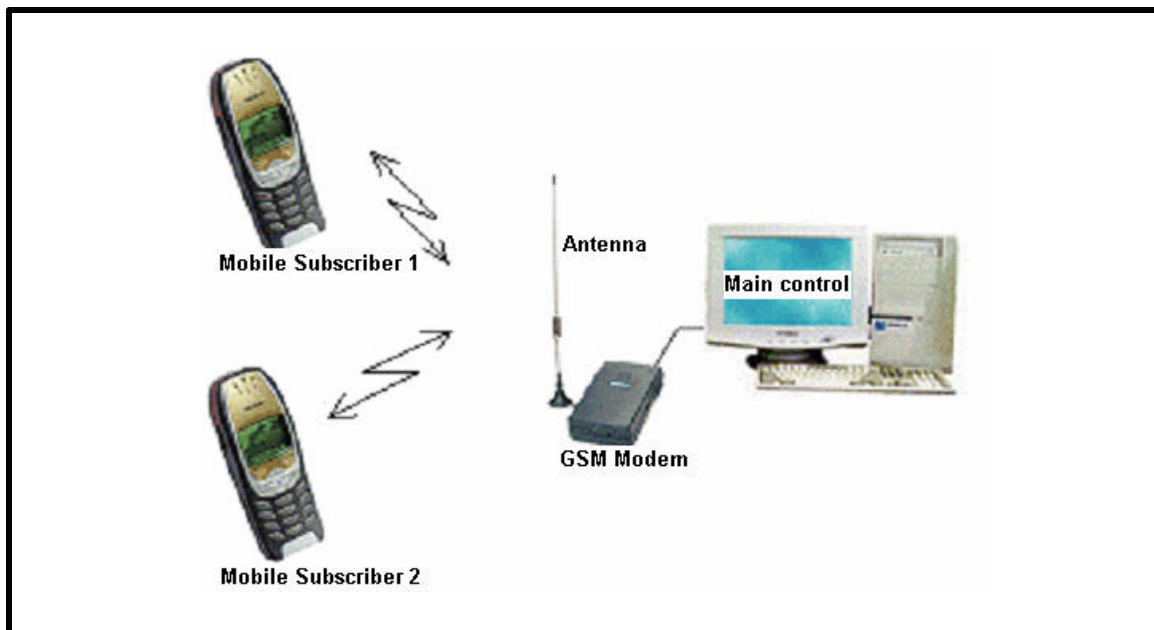 Mobile Subscriber 1
Antenna
Main control
GSM Modem
Mobile Subscriber 2